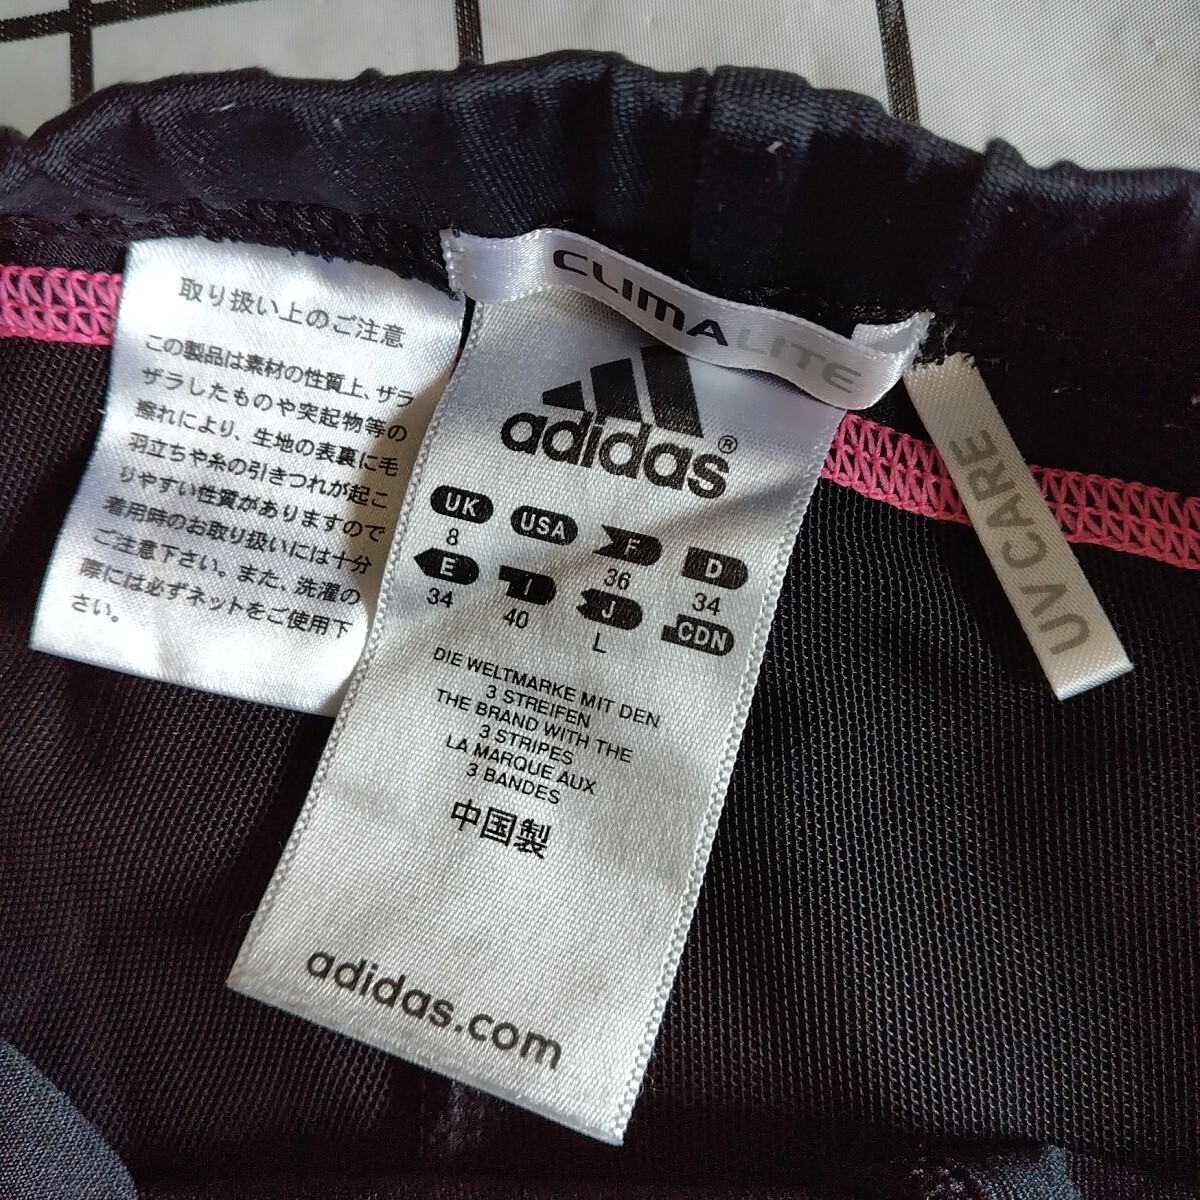 取り扱い上のご注意
この製品は素材の性質上、ザラ
ザラしたものや突起物等の
擦れにより、生地の表裏に毛
羽立ちや糸の引きつれが起こ
りやすい性質がありますので
着用時のお取り扱いには十分
ご注意下さい。また、洗濯の
際には必ずネットをご使用下
さい。
CLIMALITE
adidas®
UK USA F D
8 36 34
E I J CDN
34 40 L
DIE WELTMARKE MIT DEN
3 STREIFEN
THE BRAND WITH THE
3 STRIPES
LA MARQUE AUX
3 BANDES
中国製
adidas.com
UV CARE